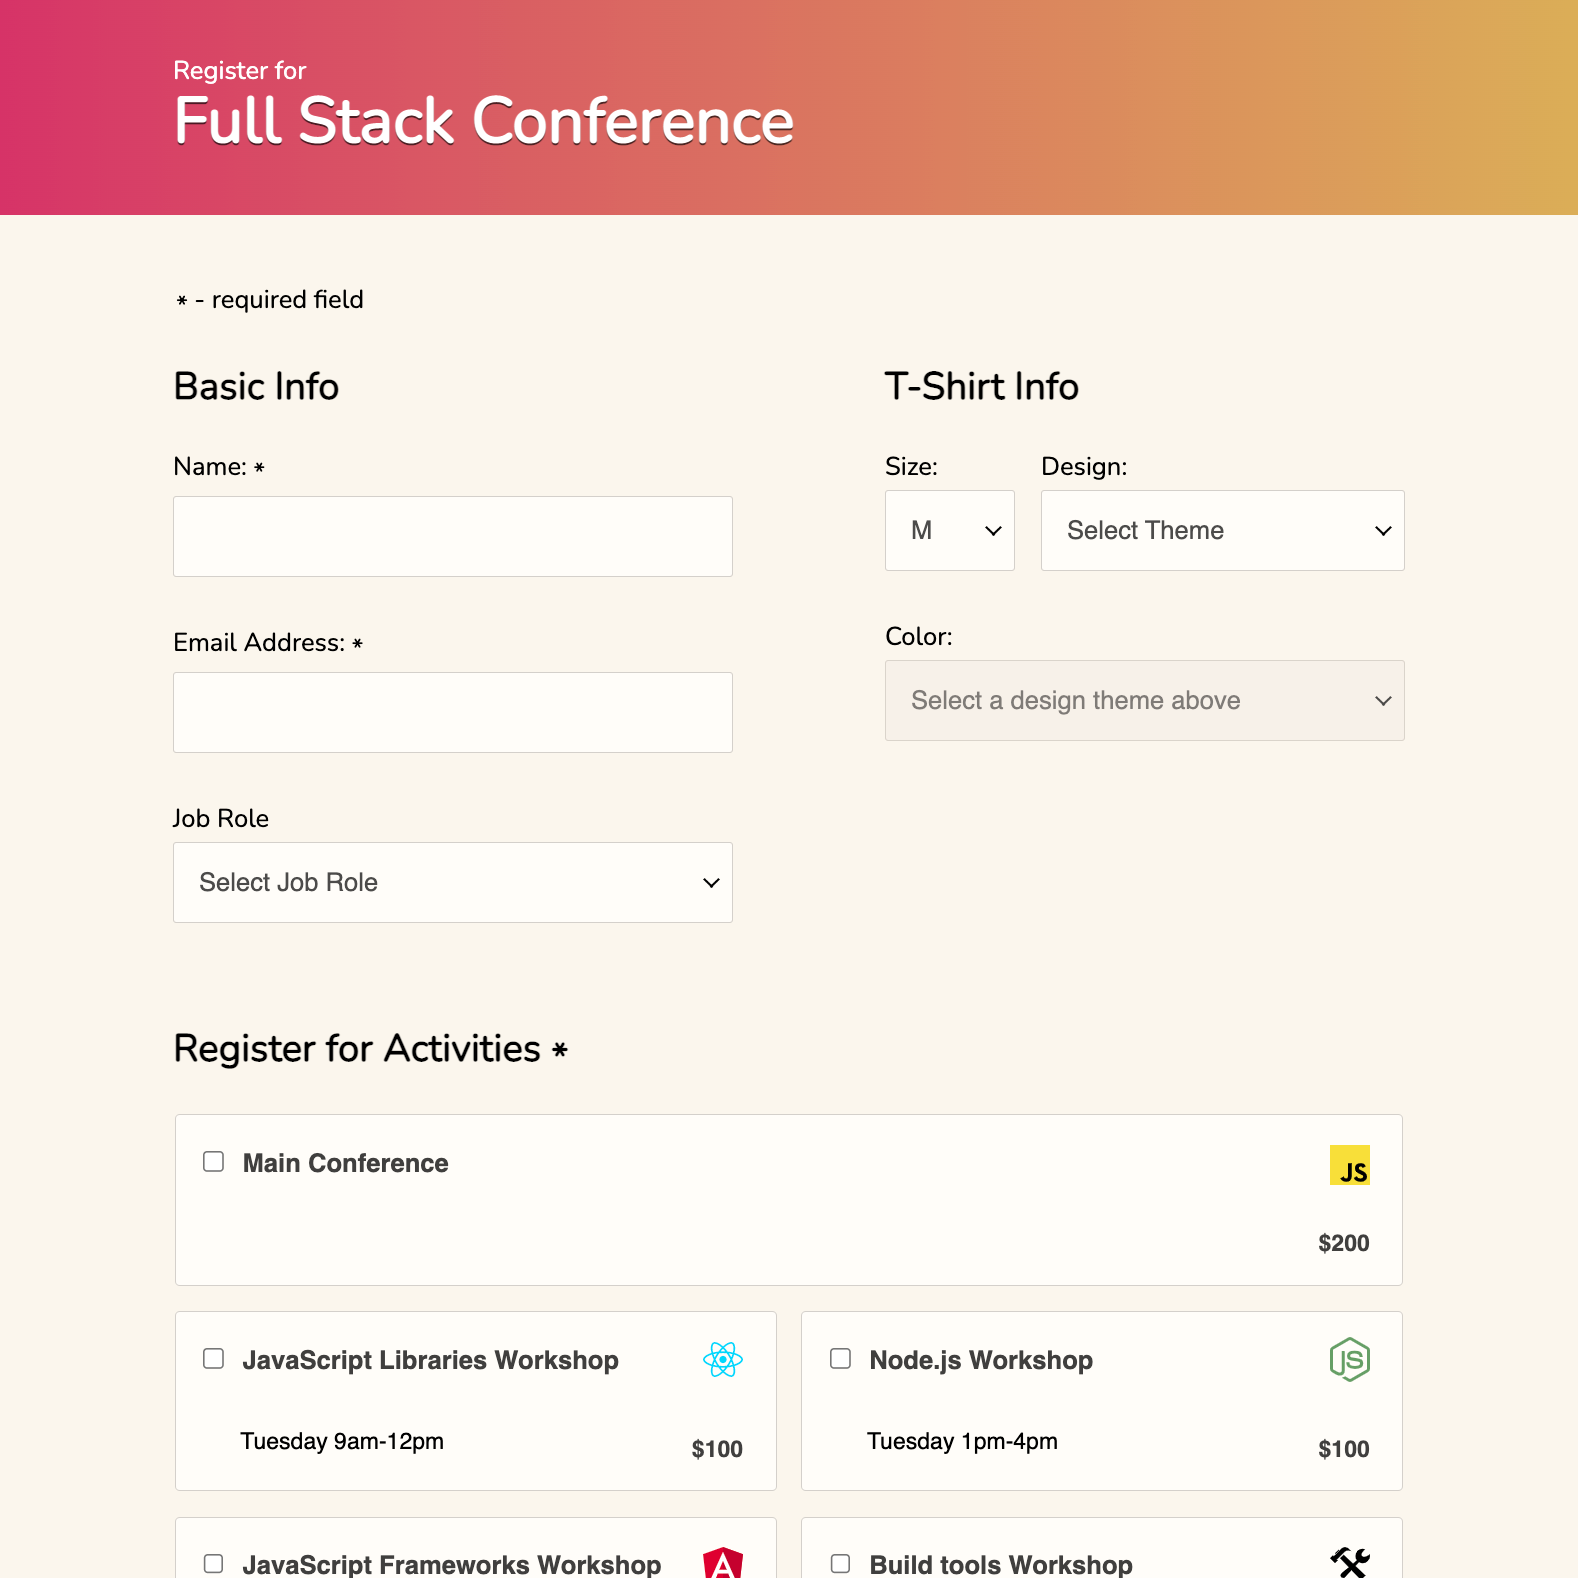 Register for
Full Stack Conference
* - required field
Basic Info
Name: *
Email Address: *
Job Role
Select Job Role
T-Shirt Info
Size:
Design:
M
Select Theme
Color:
Select a design theme above
Register for Activities *
Main Conference
JS
$200
JavaScript Libraries Workshop
Tuesday 9am-12pm
$100
Node.js Workshop
JS
Tuesday 1pm-4pm
$100
JavaScript Frameworks Workshop
A
Build tools Workshop